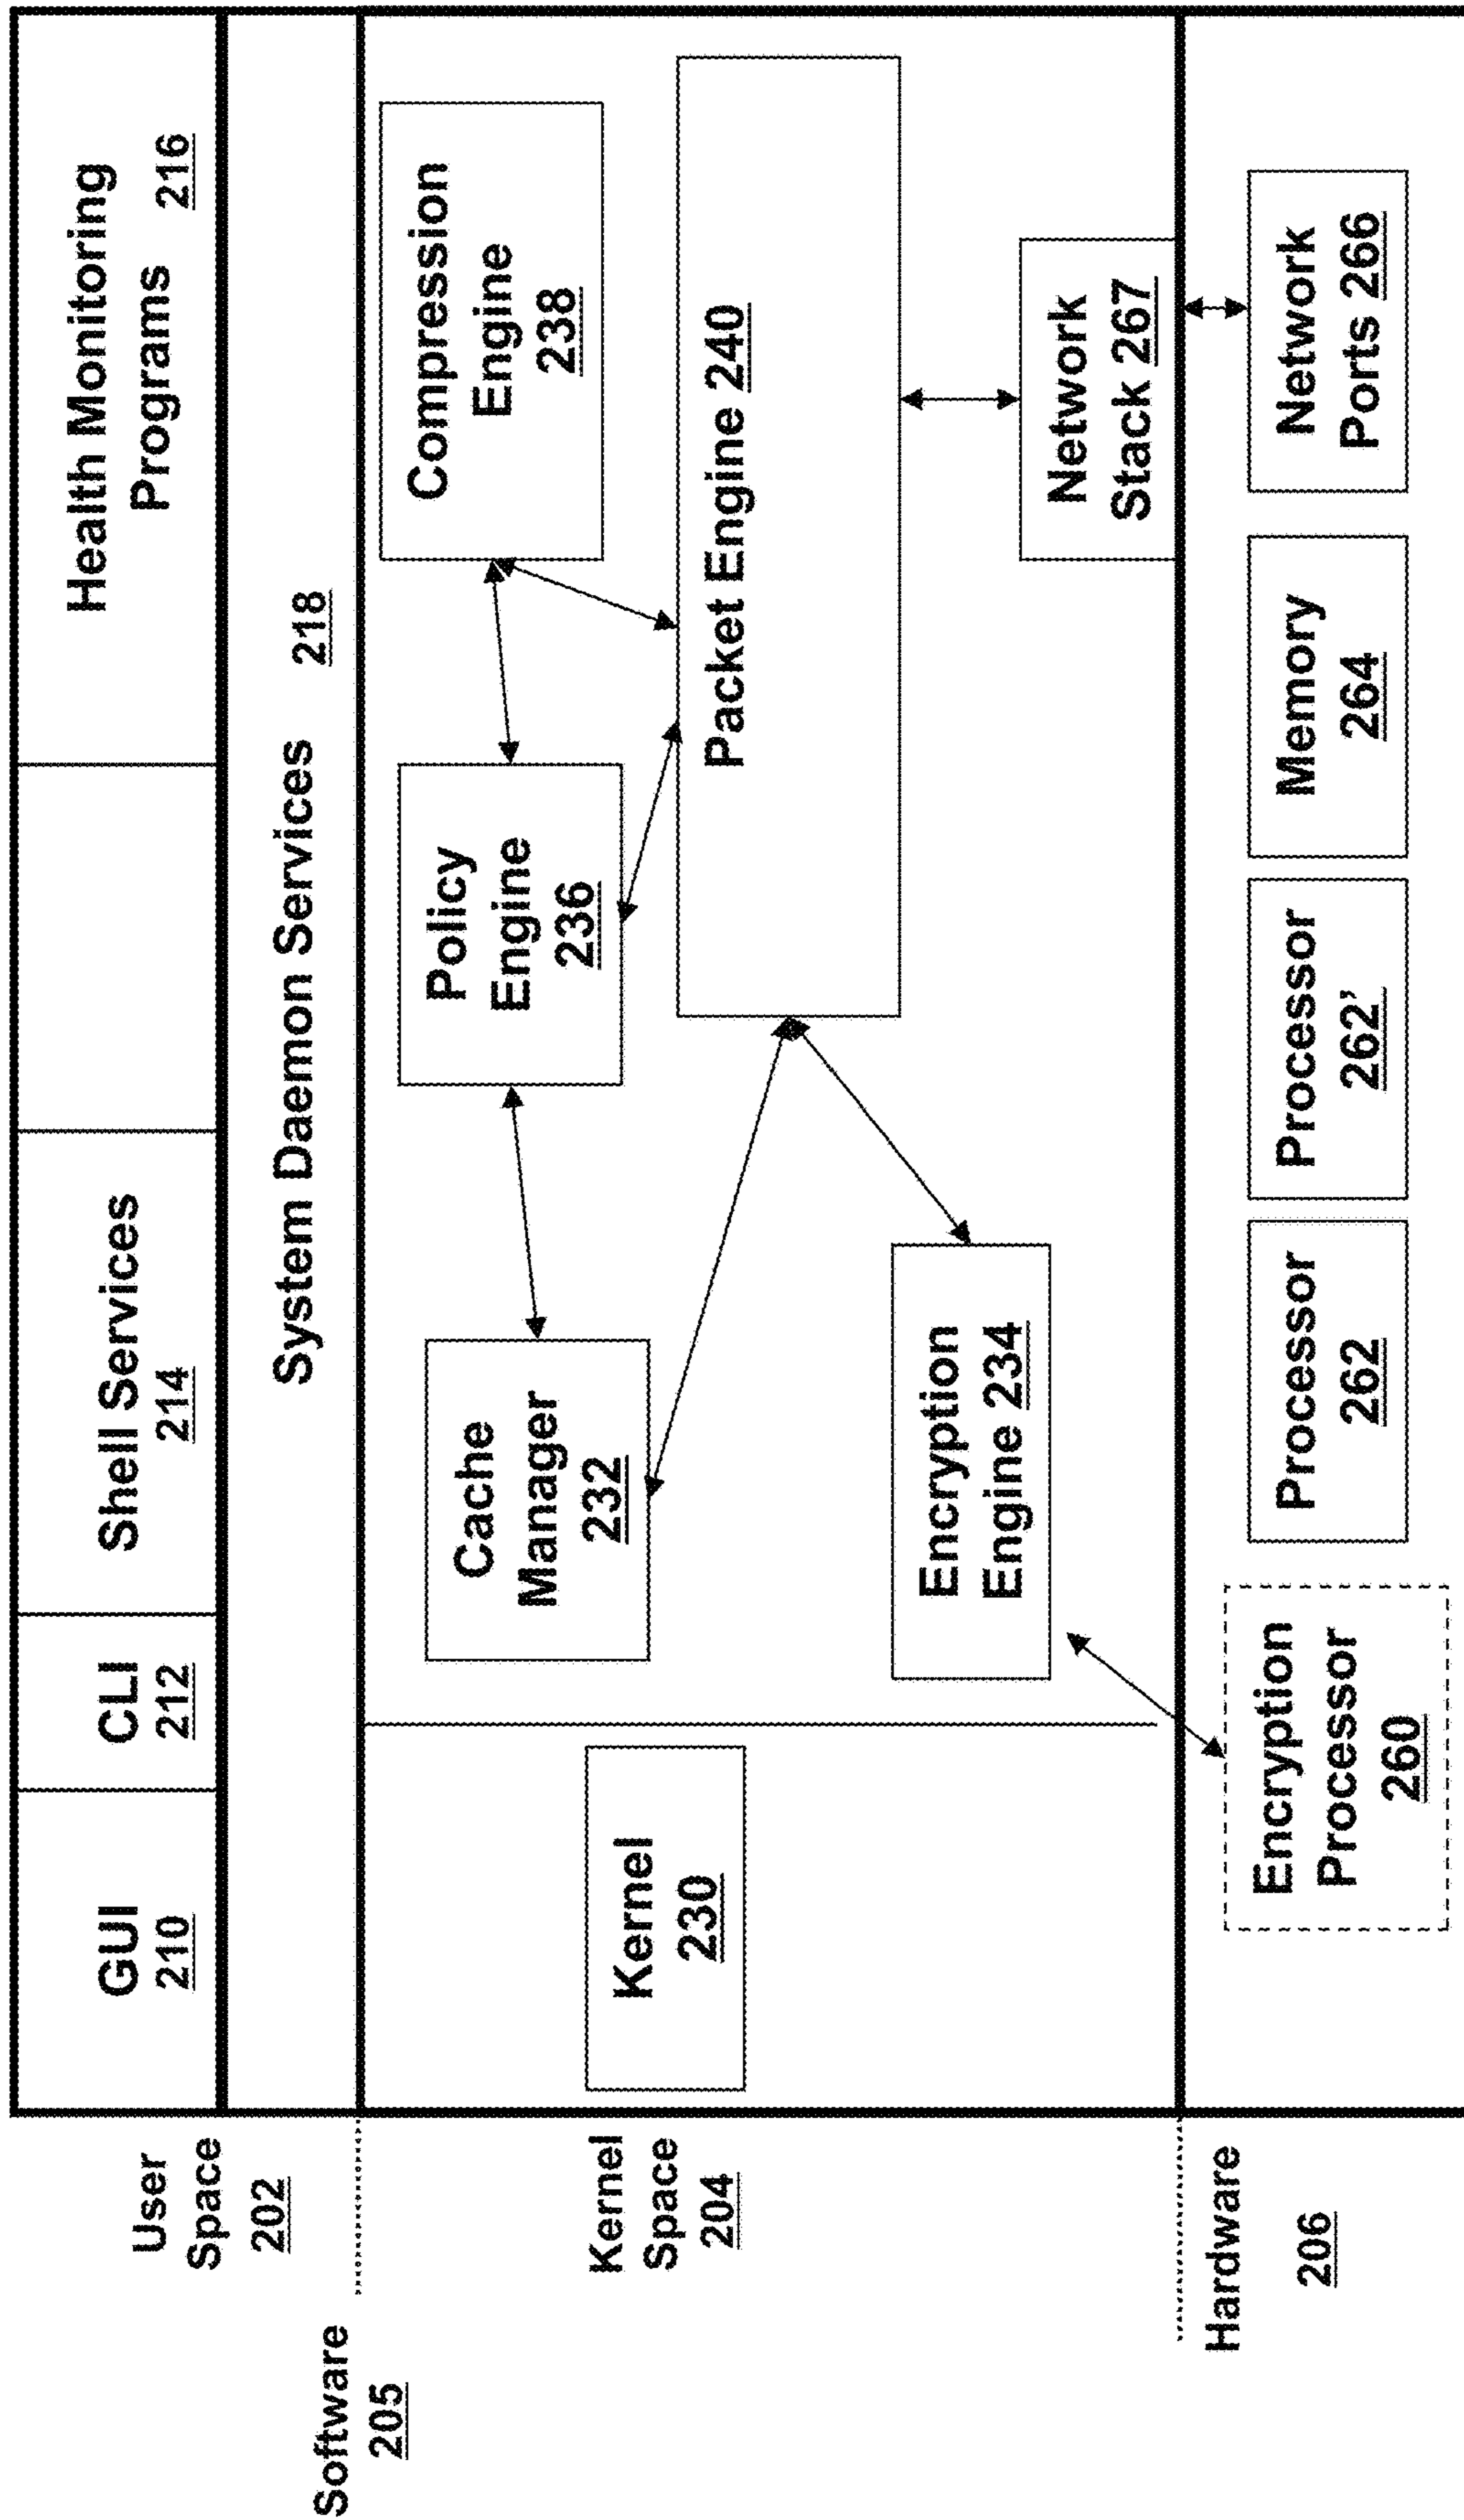 Software
205
User
Space
202
GUI
210
CLI
212
Shell Services
214
Health Monitoring
Programs
216
System Daemon Services
218
Kernel
Space
204
Kernel
230
Cache
Manager
232
Policy
Engine
236
Compression
Engine
238
Packet Engine 240
Encryption
Engine 234
Network
Stack 267
Hardware
206
Encryption
Processor
260
Processor
262
Processor
262’
Memory
264
Network
Ports 266